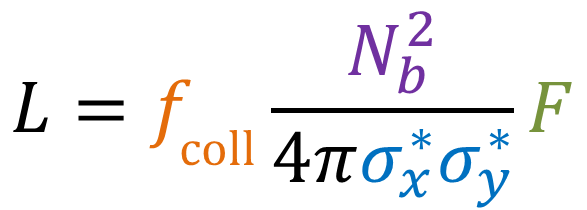 L = f_coll N_b^2 / (4πσ_x^*σ_y^*) F